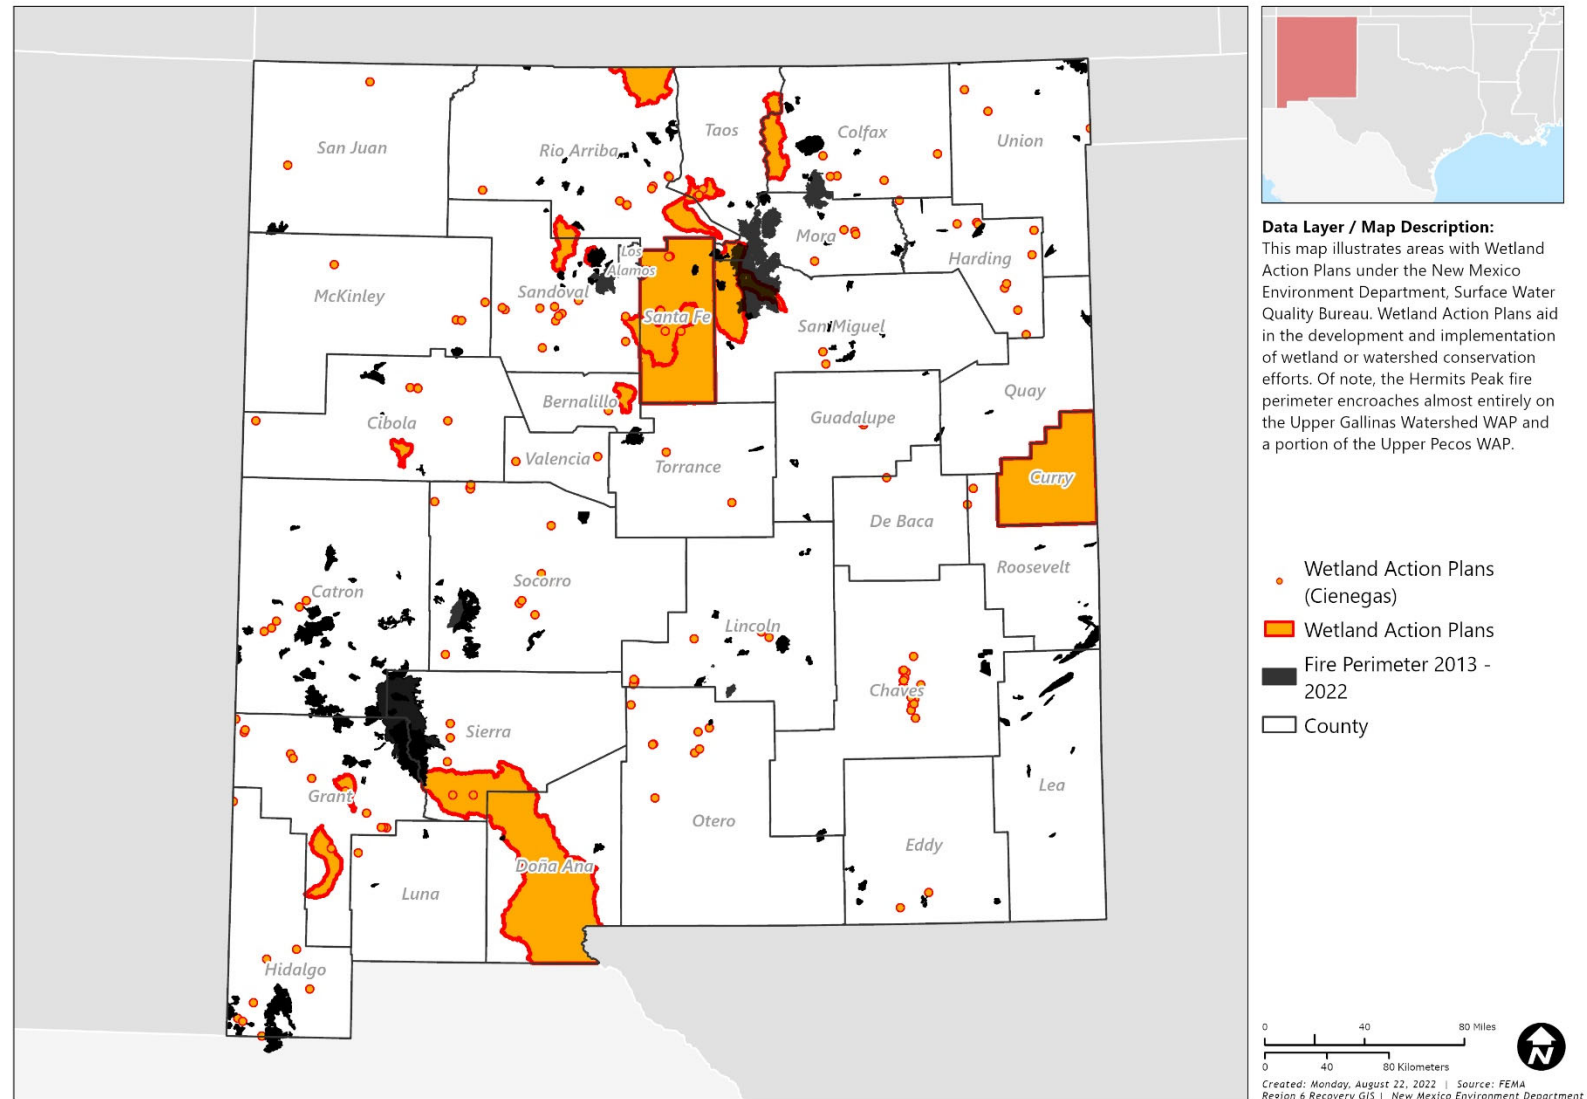 San Juan
Rio Arriba
Taos
Colfax
Union
Mora
Harding
Los
Alamos
McKinley
Sandoval
Santa Fe
San Miguel
Quay
Bernalillo
Guadalupe
Cibola
Valencia
Torrance
Curry
De Baca
Roosevelt
Catron
Socorro
Lincoln
Chaves
Sierra
Grant
Lea
Otero
Eddy
Doña Ana
Luna
Hidalgo
Data Layer / Map Description:
This map illustrates areas with Wetland
Action Plans under the New Mexico
Environment Department, Surface Water
Quality Bureau. Wetland Action Plans aid
in the development and implementation
of wetland or watershed conservation
efforts. Of note, the Hermits Peak fire
perimeter encroaches almost entirely on
the Upper Gallinas Watershed WAP and
a portion of the Upper Pecos WAP.
Wetland Action Plans
(Cienegas)
Wetland Action Plans
Fire Perimeter 2013 -
2022
County
0 40 80 Miles
0 40 80 Kilometers
N
Created: Monday, August 22, 2022 | Source: FEMA
Region 6 Recovery GIS | New Mexico Environment Department